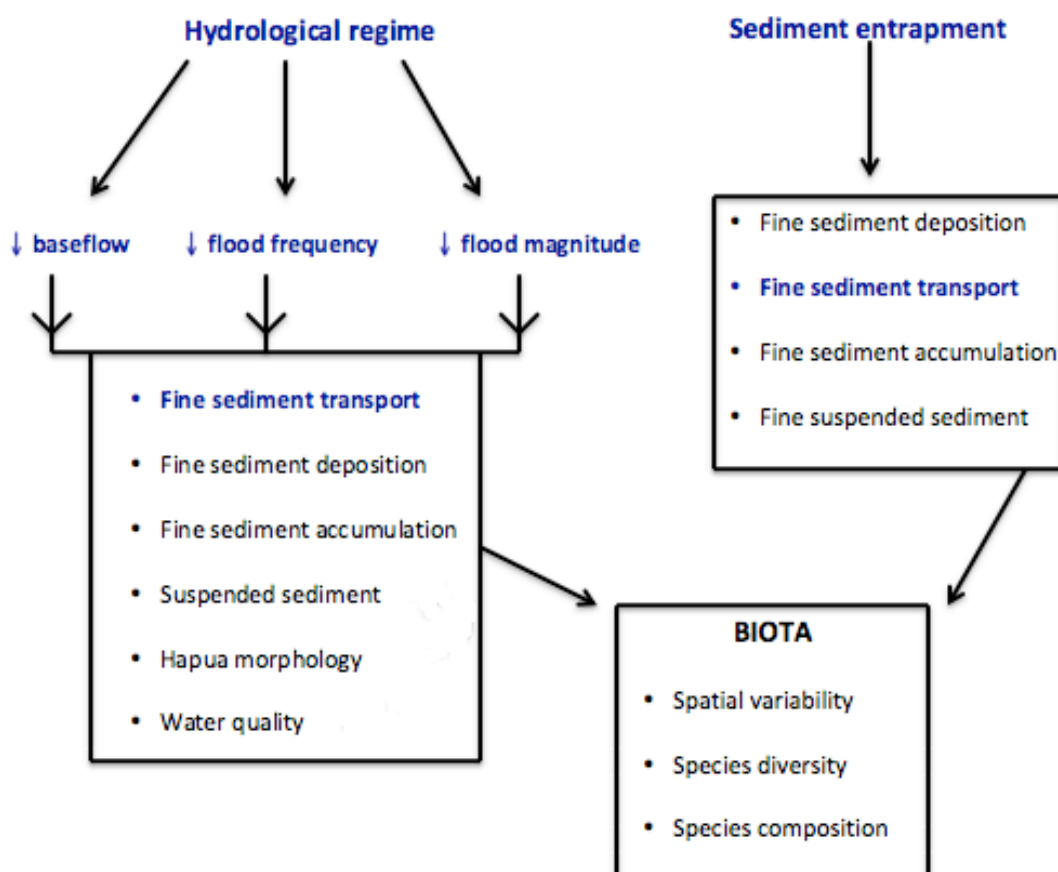 Hydrological regime
Sediment entrapment
↓ baseflow
↓ flood frequency
↓ flood magnitude
• Fine sediment transport
• Fine sediment deposition
• Fine sediment accumulation
• Suspended sediment
• Hapua morphology
• Water quality
• Fine sediment deposition
• Fine sediment transport
• Fine sediment accumulation
• Fine suspended sediment
BIOTA
• Spatial variability
• Species diversity
• Species composition